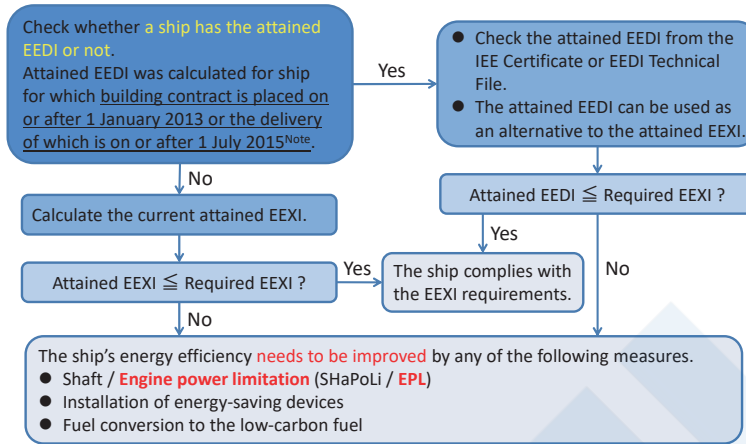 Check whether a ship has the attained
EEDI or not.
Attained EEDI was calculated for ship
for which building contract is placed on
or after 1 January 2013 or the delivery
of which is on or after 1 July 2015Note.
Yes
● Check the attained EEDI from the
IEE Certificate or EEDI Technical
File.
● The attained EEDI can be used as
an alternative to the attained EEXI.
No
Calculate the current attained EEXI.
Attained EEDI ≦ Required EEXI ?
Yes
No
Attained EEXI ≦ Required EEXI ?
Yes
The ship complies with
the EEXI requirements.
No
The ship's energy efficiency needs to be improved by any of the following measures.
● Shaft / Engine power limitation (SHaPoLi / EPL)
● Installation of energy-saving devices
● Fuel conversion to the low-carbon fuel